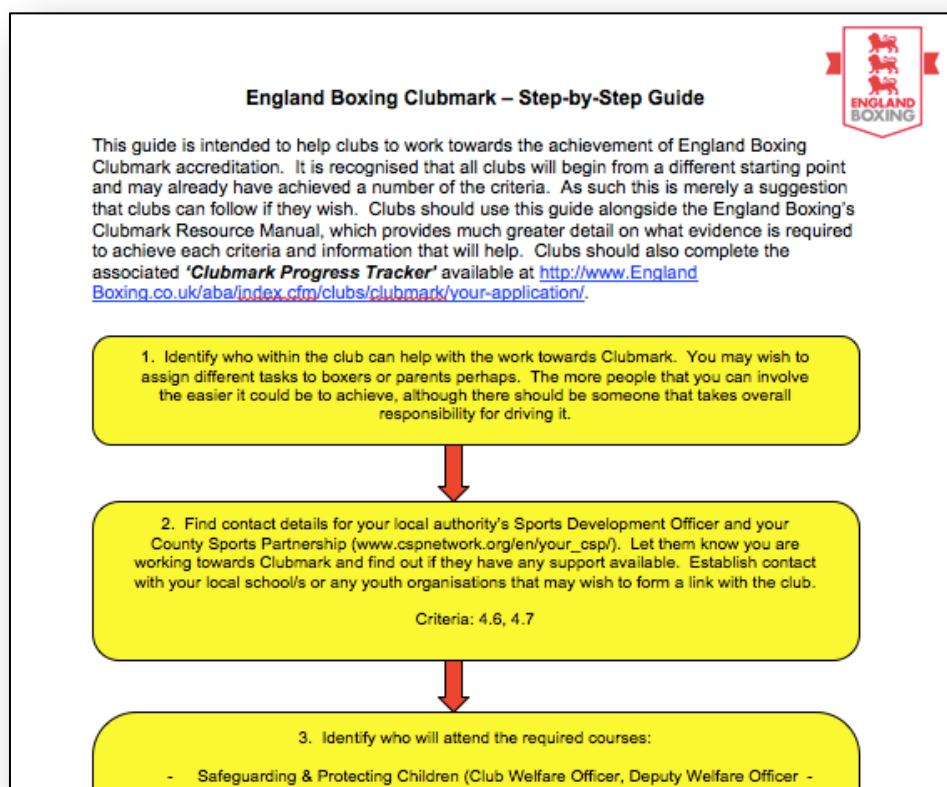 ENGLAND
BOXING
England Boxing Clubmark – Step-by-Step Guide
This guide is intended to help clubs to work towards the achievement of England Boxing
Clubmark accreditation. It is recognised that all clubs will begin from a different starting point
and may already have achieved a number of the criteria. As such this is merely a suggestion
that clubs can follow if they wish. Clubs should use this guide alongside the England Boxing's
Clubmark Resource Manual, which provides much greater detail on what evidence is required
to achieve each criteria and information that will help. Clubs should also complete the
associated 'Clubmark Progress Tracker' available at http://www.England
Boxing.co.uk/aba/index.cfm/clubs/clubmark/your-application/.
1. Identify who within the club can help with the work towards Clubmark. You may wish to
assign different tasks to boxers or parents perhaps. The more people that you can involve
the easier it could be to achieve, although there should be someone that takes overall
responsibility for driving it.
2. Find contact details for your local authority's Sports Development Officer and your
County Sports Partnership (www.cspnetwork.org/en/your_csp/). Let them know you are
working towards Clubmark and find out if they have any support available. Establish contact
with your local school/s or any youth organisations that may wish to form a link with the club.
Criteria: 4.6, 4.7
3. Identify who will attend the required courses:
- Safeguarding & Protecting Children (Club Welfare Officer, Deputy Welfare Officer -